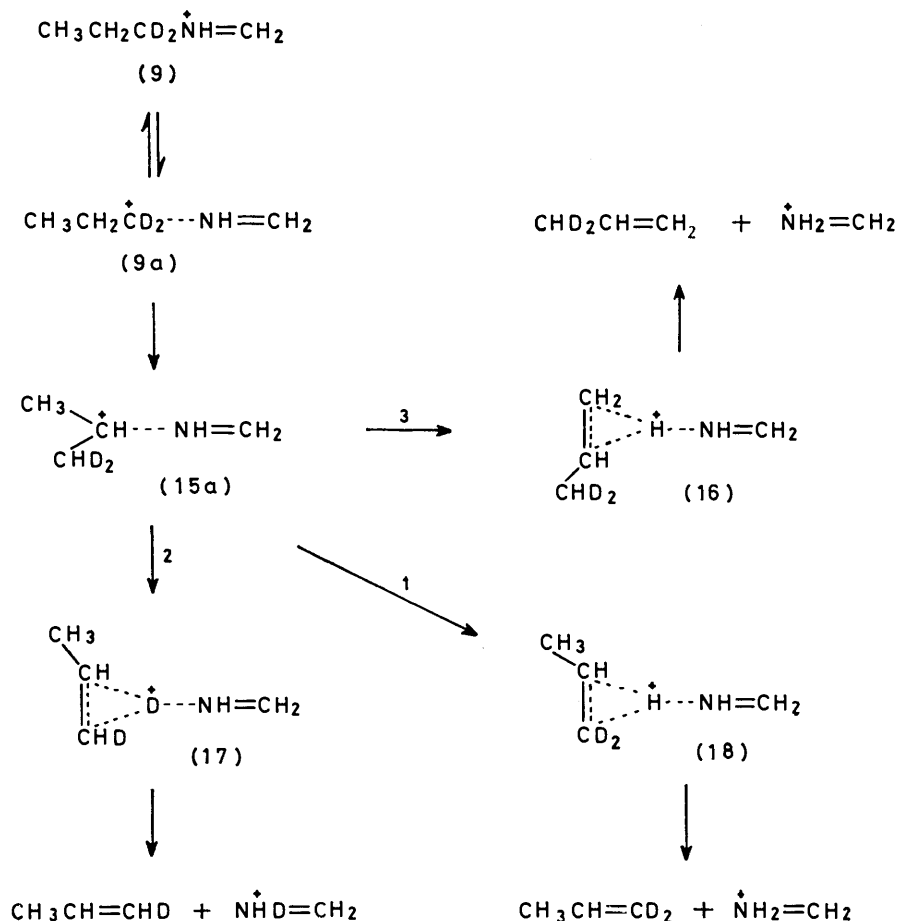 CH3CH2CD2N+H=CH2
(9)
CH3CH2C+D2---NH=CH2
(9a)
CHD2CH=CH2 + N+H2=CH2
CH3
C+H---NH=CH2
CHD2
(15a)
3
CH2
H+---NH=CH2
CH
CHD2
(16)
2
1
CH3
CH
D+---NH=CH2
CHD
(17)
CH3
CH
H+---NH=CH2
CD2
(18)
CH3CH=CHD + N+HD=CH2
CH3CH=CD2 + N+H2=CH2